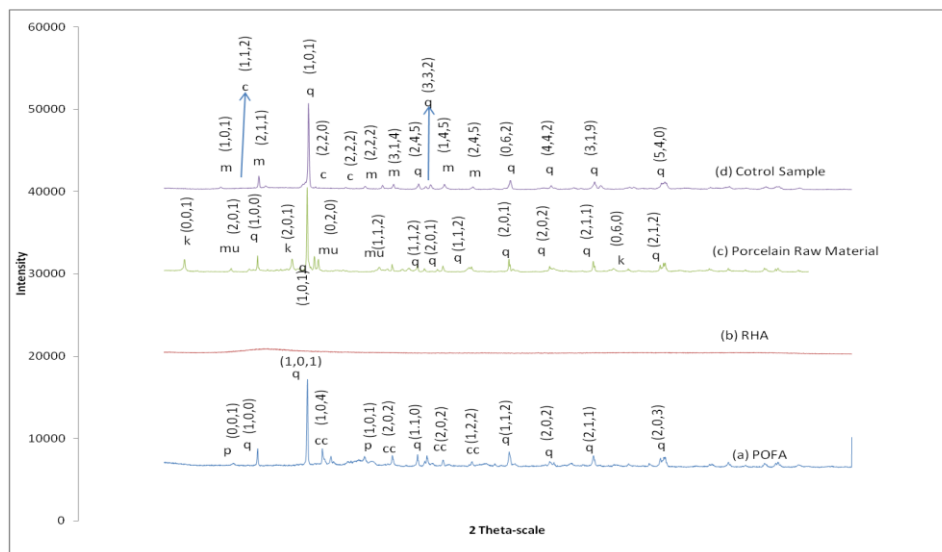 60000
50000
40000
30000
20000
10000
0
Intensity
2 Theta-scale
(1,0,1) m
(1,1,2) c
(2,1,1) m
(1,0,1) q
(2,2,0) c
(2,2,2) c
(2,2,2) m
(3,1,4) m
(2,4,5) q
(3,3,2) q
(1,4,5) m
(2,4,5) m
(0,6,2) q
(4,4,2) q
(3,1,9) q
(5,4,0) q
(d) Cotrol Sample
(0,0,1) k
(2,0,1) mu
(1,0,0) q
(2,0,1) k
q (1,0,1)
(0,2,0) mu
mu (1,1,2)
(1,1,2) q
(2,0,1) q
(1,1,2) q
(2,0,1) q
(2,0,2) q
(2,1,1) q
(0,6,0) k
(2,1,2) q
(c) Porcelain Raw Material
(b) RHA
p (0,0,1)
(1,0,0) q
(1,0,1) q
(1,0,4) cc
p (1,0,1)
(2,0,2) cc
(1.1,0) q
cc (2,0,2)
(1,2,2) cc
q (1,1,2)
(2,0,2) q
(2,1,1) q
(2,0,3) q
(a) POFA